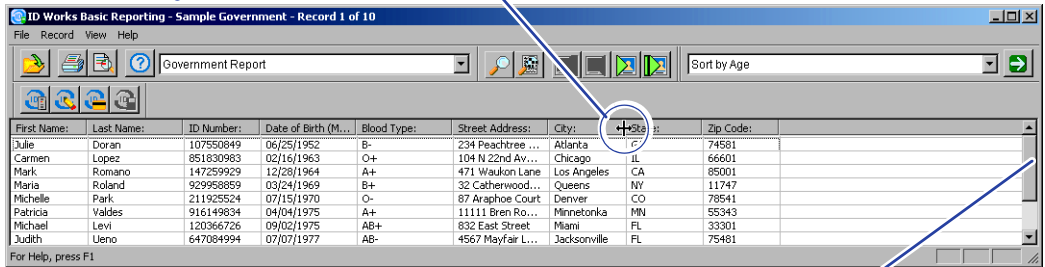 ID Works Basic Reporting - Sample Government - Record 1 of 10
File Record View Help
Government Report Sort by Age
First Name: Last Name: ID Number: Date of Birth (M... Blood Type: Street Address: City: State: Zip Code:
Julie Doran 107550849 06/25/1952 B- 234 Peachtree ... Atlanta 74581
Carmen Lopez 851830983 02/16/1963 O+ 104 N 22nd Av... Chicago IL 66601
Mark Romano 147259929 12/28/1964 A+ 471 Waukon Lane Los Angeles CA 85001
Maria Roland 929958859 03/24/1969 B+ 32 Catherwood... Queens NY 11747
Michelle Park 211925524 07/15/1970 O- 87 Araphoe Court Denver CO 78541
Patricia Valdes 916149834 04/04/1975 A+ 11111 Bren Ro... Minnetonka MN 55343
Michael Levi 120366726 09/02/1975 AB+ 832 East Street Miami FL 33301
Judith Ueno 647084994 07/07/1977 AB- 4567 Mayfair L... Jacksonville FL 75481
For Help, press F1